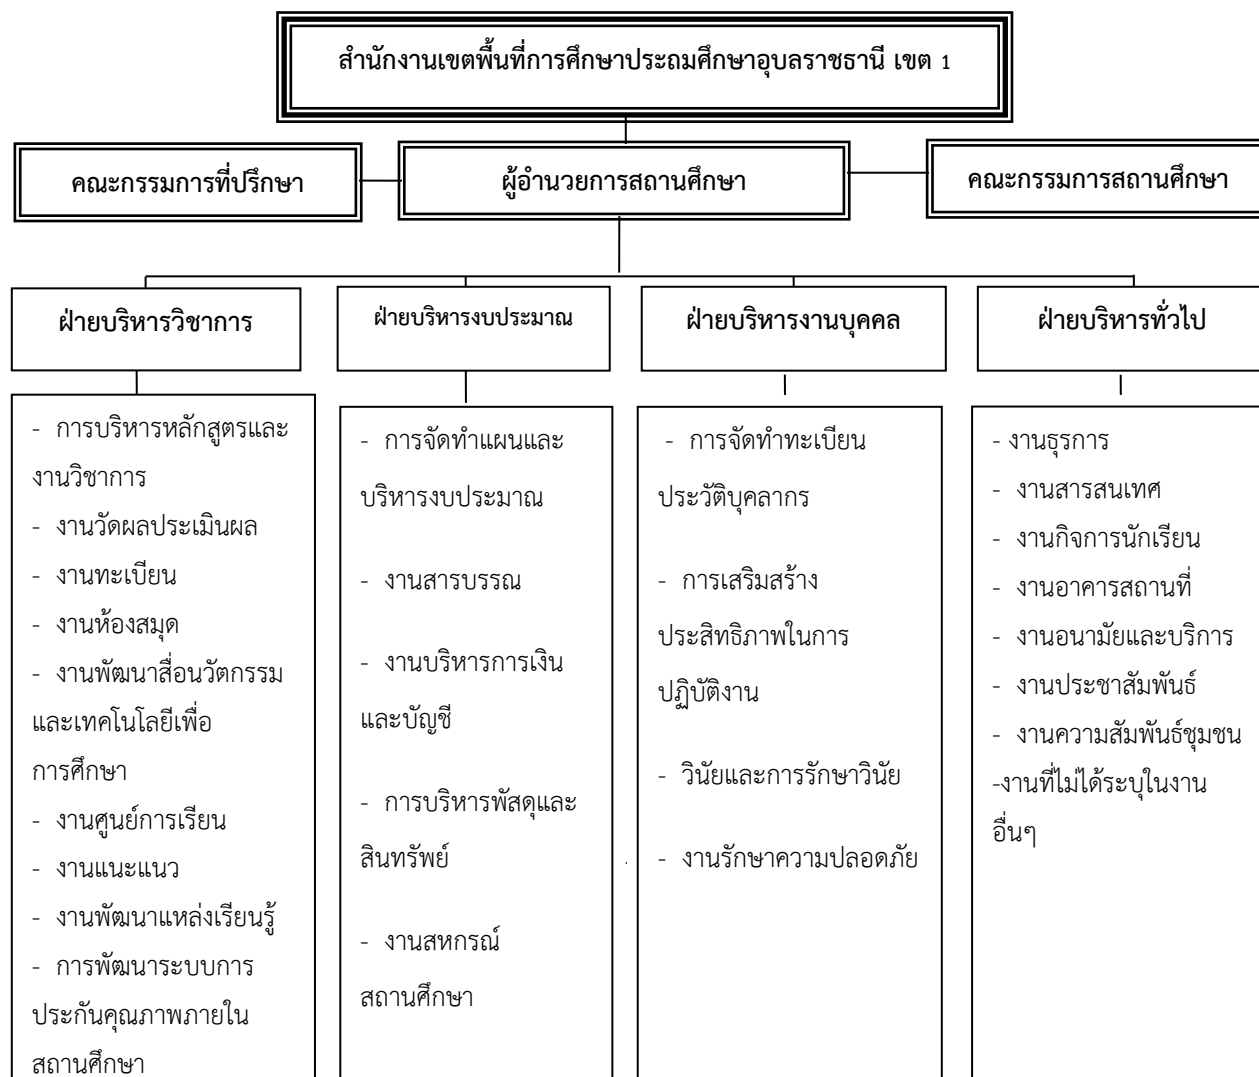 สำนักงานเขตพื้นที่การศึกษาประถมศึกษาอุบลราชธานี เขต 1
คณะกรรมการที่ปรึกษา
ผู้อำนวยการสถานศึกษา
คณะกรรมการสถานศึกษา
ฝ่ายบริหารวิชาการ
ฝ่ายบริหารงบประมาณ
ฝ่ายบริหารงานบุคคล
ฝ่ายบริหารทั่วไป
- การบริหารหลักสูตรและ
งานวิชาการ
- งานวัดผลประเมินผล
- งานทะเบียน
- งานห้องสมุด
- งานพัฒนาสื่อนวัตกรรม
และเทคโนโลยีเพื่อ
การศึกษา
- งานศูนย์การเรียน
- งานแนะแนว
- งานพัฒนาแหล่งเรียนรู้
- การพัฒนาระบบการ
ประกันคุณภาพภายใน
สถานศึกษา
- การจัดทำแผนและ
บริหารงบประมาณ
- งานสารบรรณ
- งานบริหารการเงิน
และบัญชี
- การบริหารพัสดุและ
สินทรัพย์
- งานสหกรณ์
สถานศึกษา
- การจัดทำทะเบียน
ประวัติบุคลากร
- การเสริมสร้าง
ประสิทธิภาพในการ
ปฏิบัติงาน
- วินัยและการรักษาวินัย
- งานรักษาความปลอดภัย
- งานธุรการ
- งานสารสนเทศ
- งานกิจการนักเรียน
- งานอาคารสถานที่
- งานอนามัยและบริการ
- งานประชาสัมพันธ์
- งานความสัมพันธ์ชุมชน
-งานที่ไม่ได้ระบุในงาน
อื่นๆ